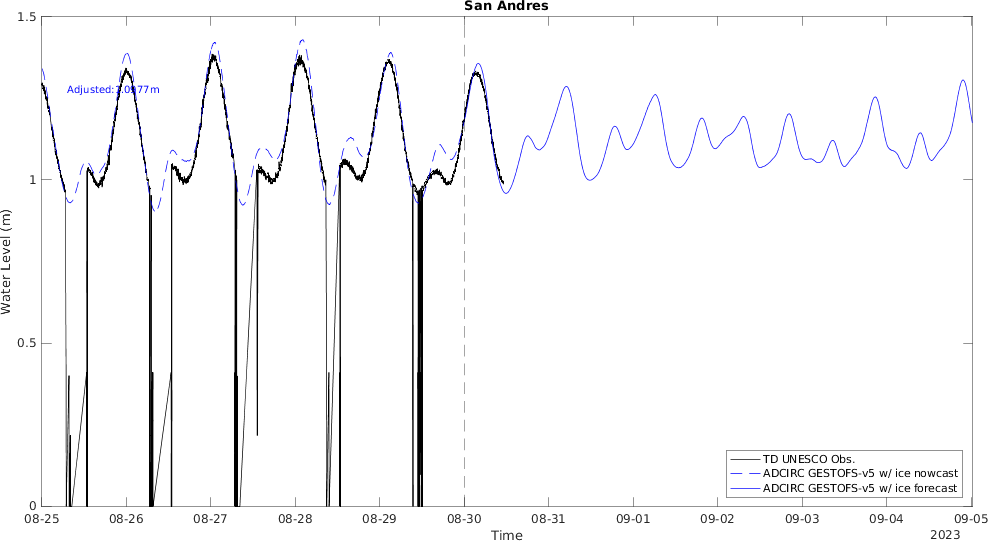 San Andres
1.5
1
0.5
0
Water Level (m)
Adjusted:1.0977m
TD UNESCO Obs.
ADCIRC GESTOFS-v5 w/ ice nowcast
ADCIRC GESTOFS-v5 w/ ice forecast
08-25 08-26 08-27 08-28 08-29 08-30 08-31 09-01 09-02 09-03 09-04 09-05
Time
2023